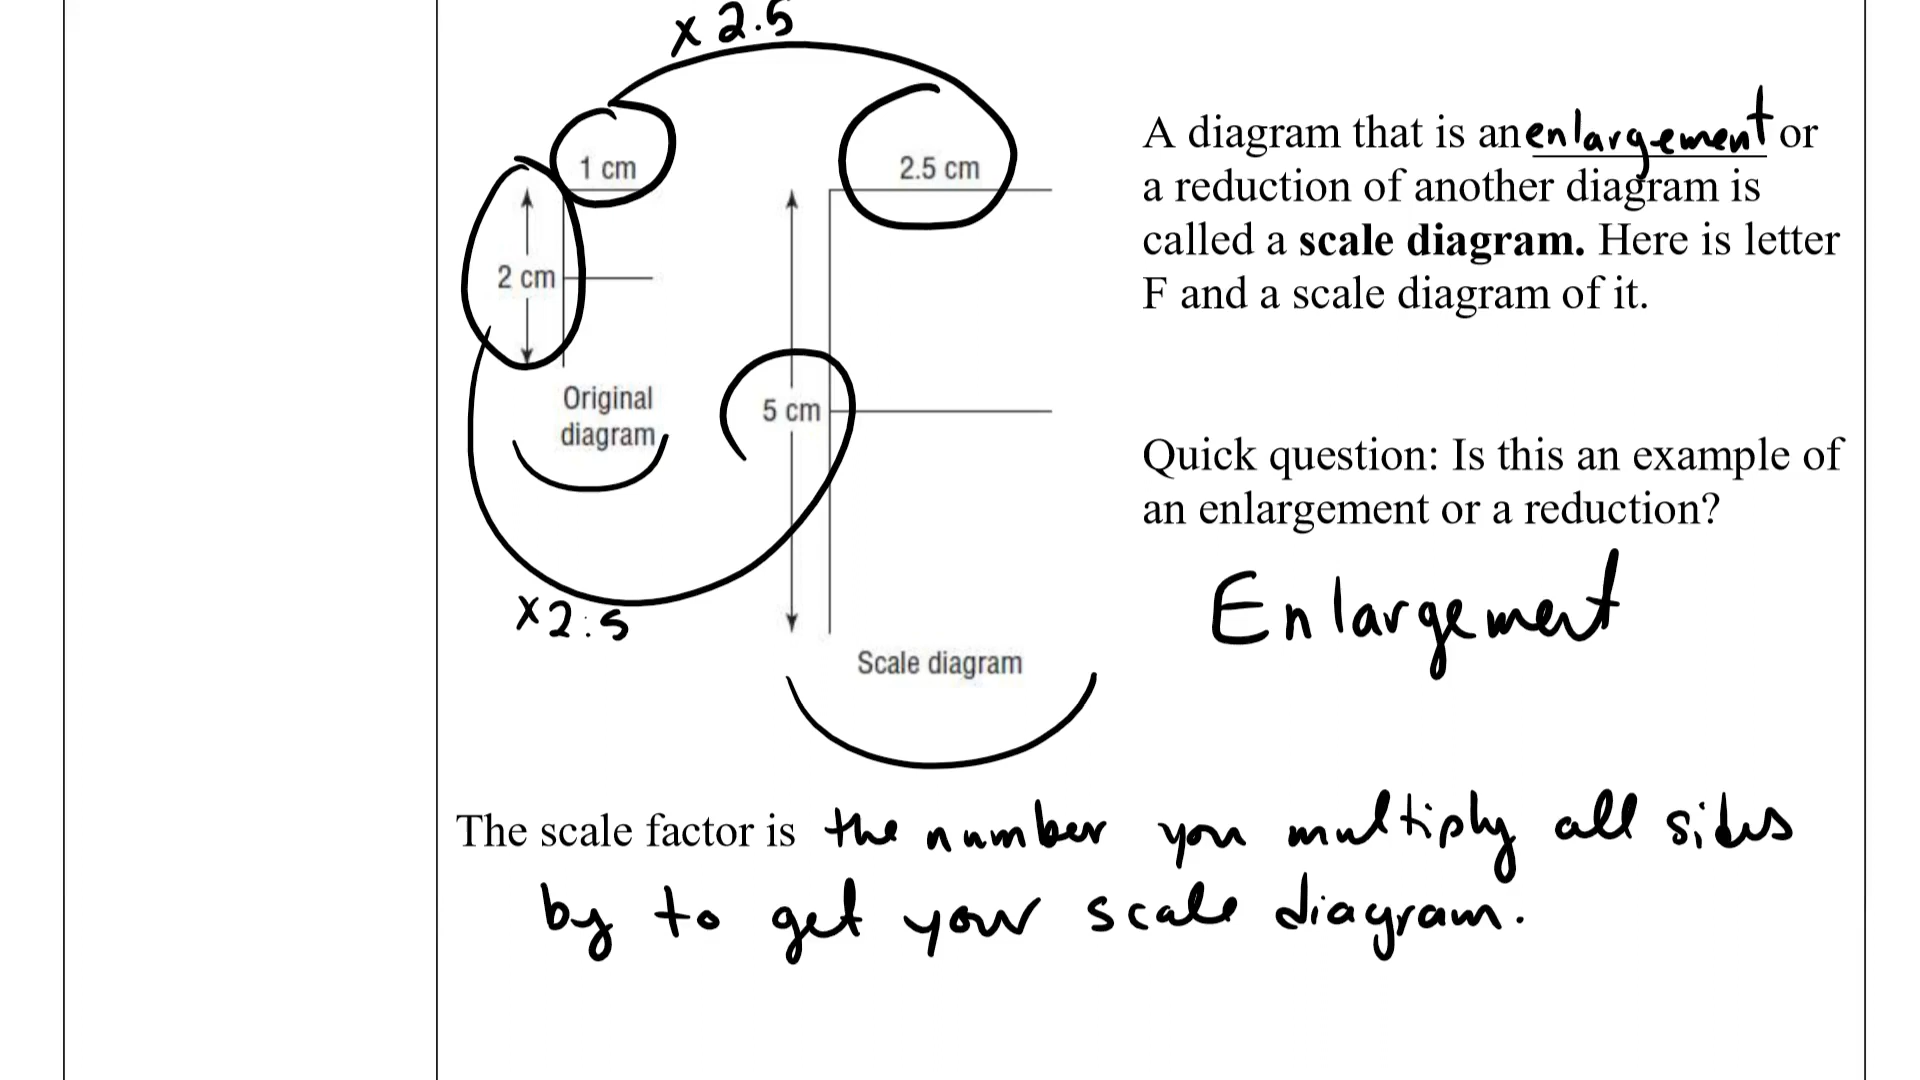 x 2.5
1 cm
2.5 cm
2 cm
5 cm
Original
diagram
x2.5
Scale diagram
A diagram that is an enlargement or
a reduction of another diagram is
called a scale diagram. Here is letter
F and a scale diagram of it.
Quick question: Is this an example of
an enlargement or a reduction?
Enlargement
The scale factor is the number you multiply all sides
by to get your scale diagram.